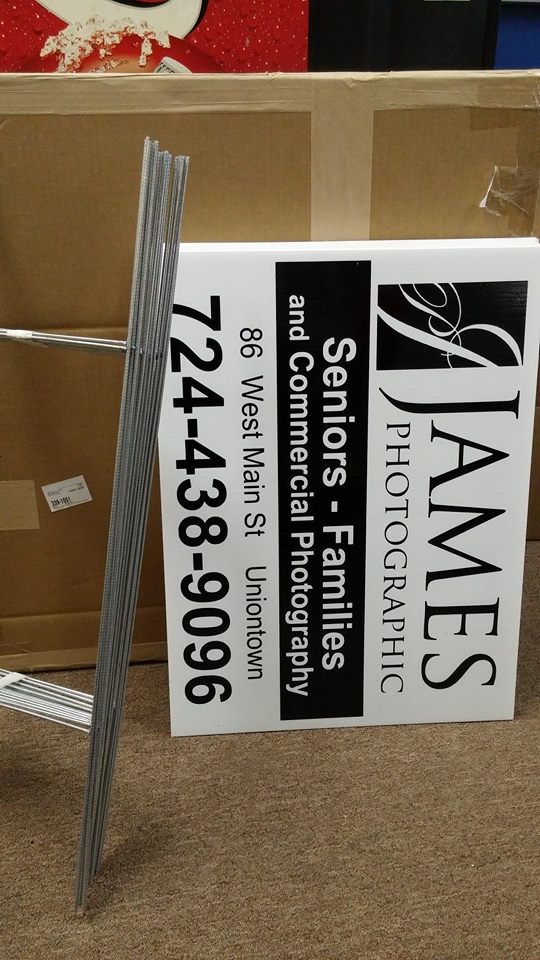 JAMES
PHOTOGRAPHIC
Seniors - Families
and Commercial Photography
86 West Main St Uniontown
724-438-9096